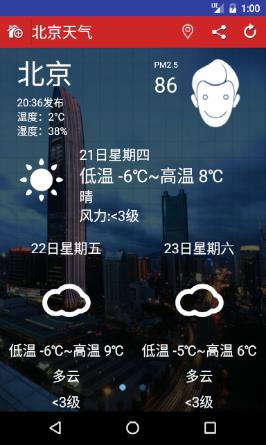 LTE 1:00
北京天气
北京
PM2.5
86
20:36发布
温度：2℃
湿度：38%
21日星期四
低温 -6℃~高温 8℃
晴
风力:<3级
22日星期五 23日星期六
低温 -6℃~高温 9℃ 低温 -5℃~高温 6℃
多云 多云
<3级 <3级